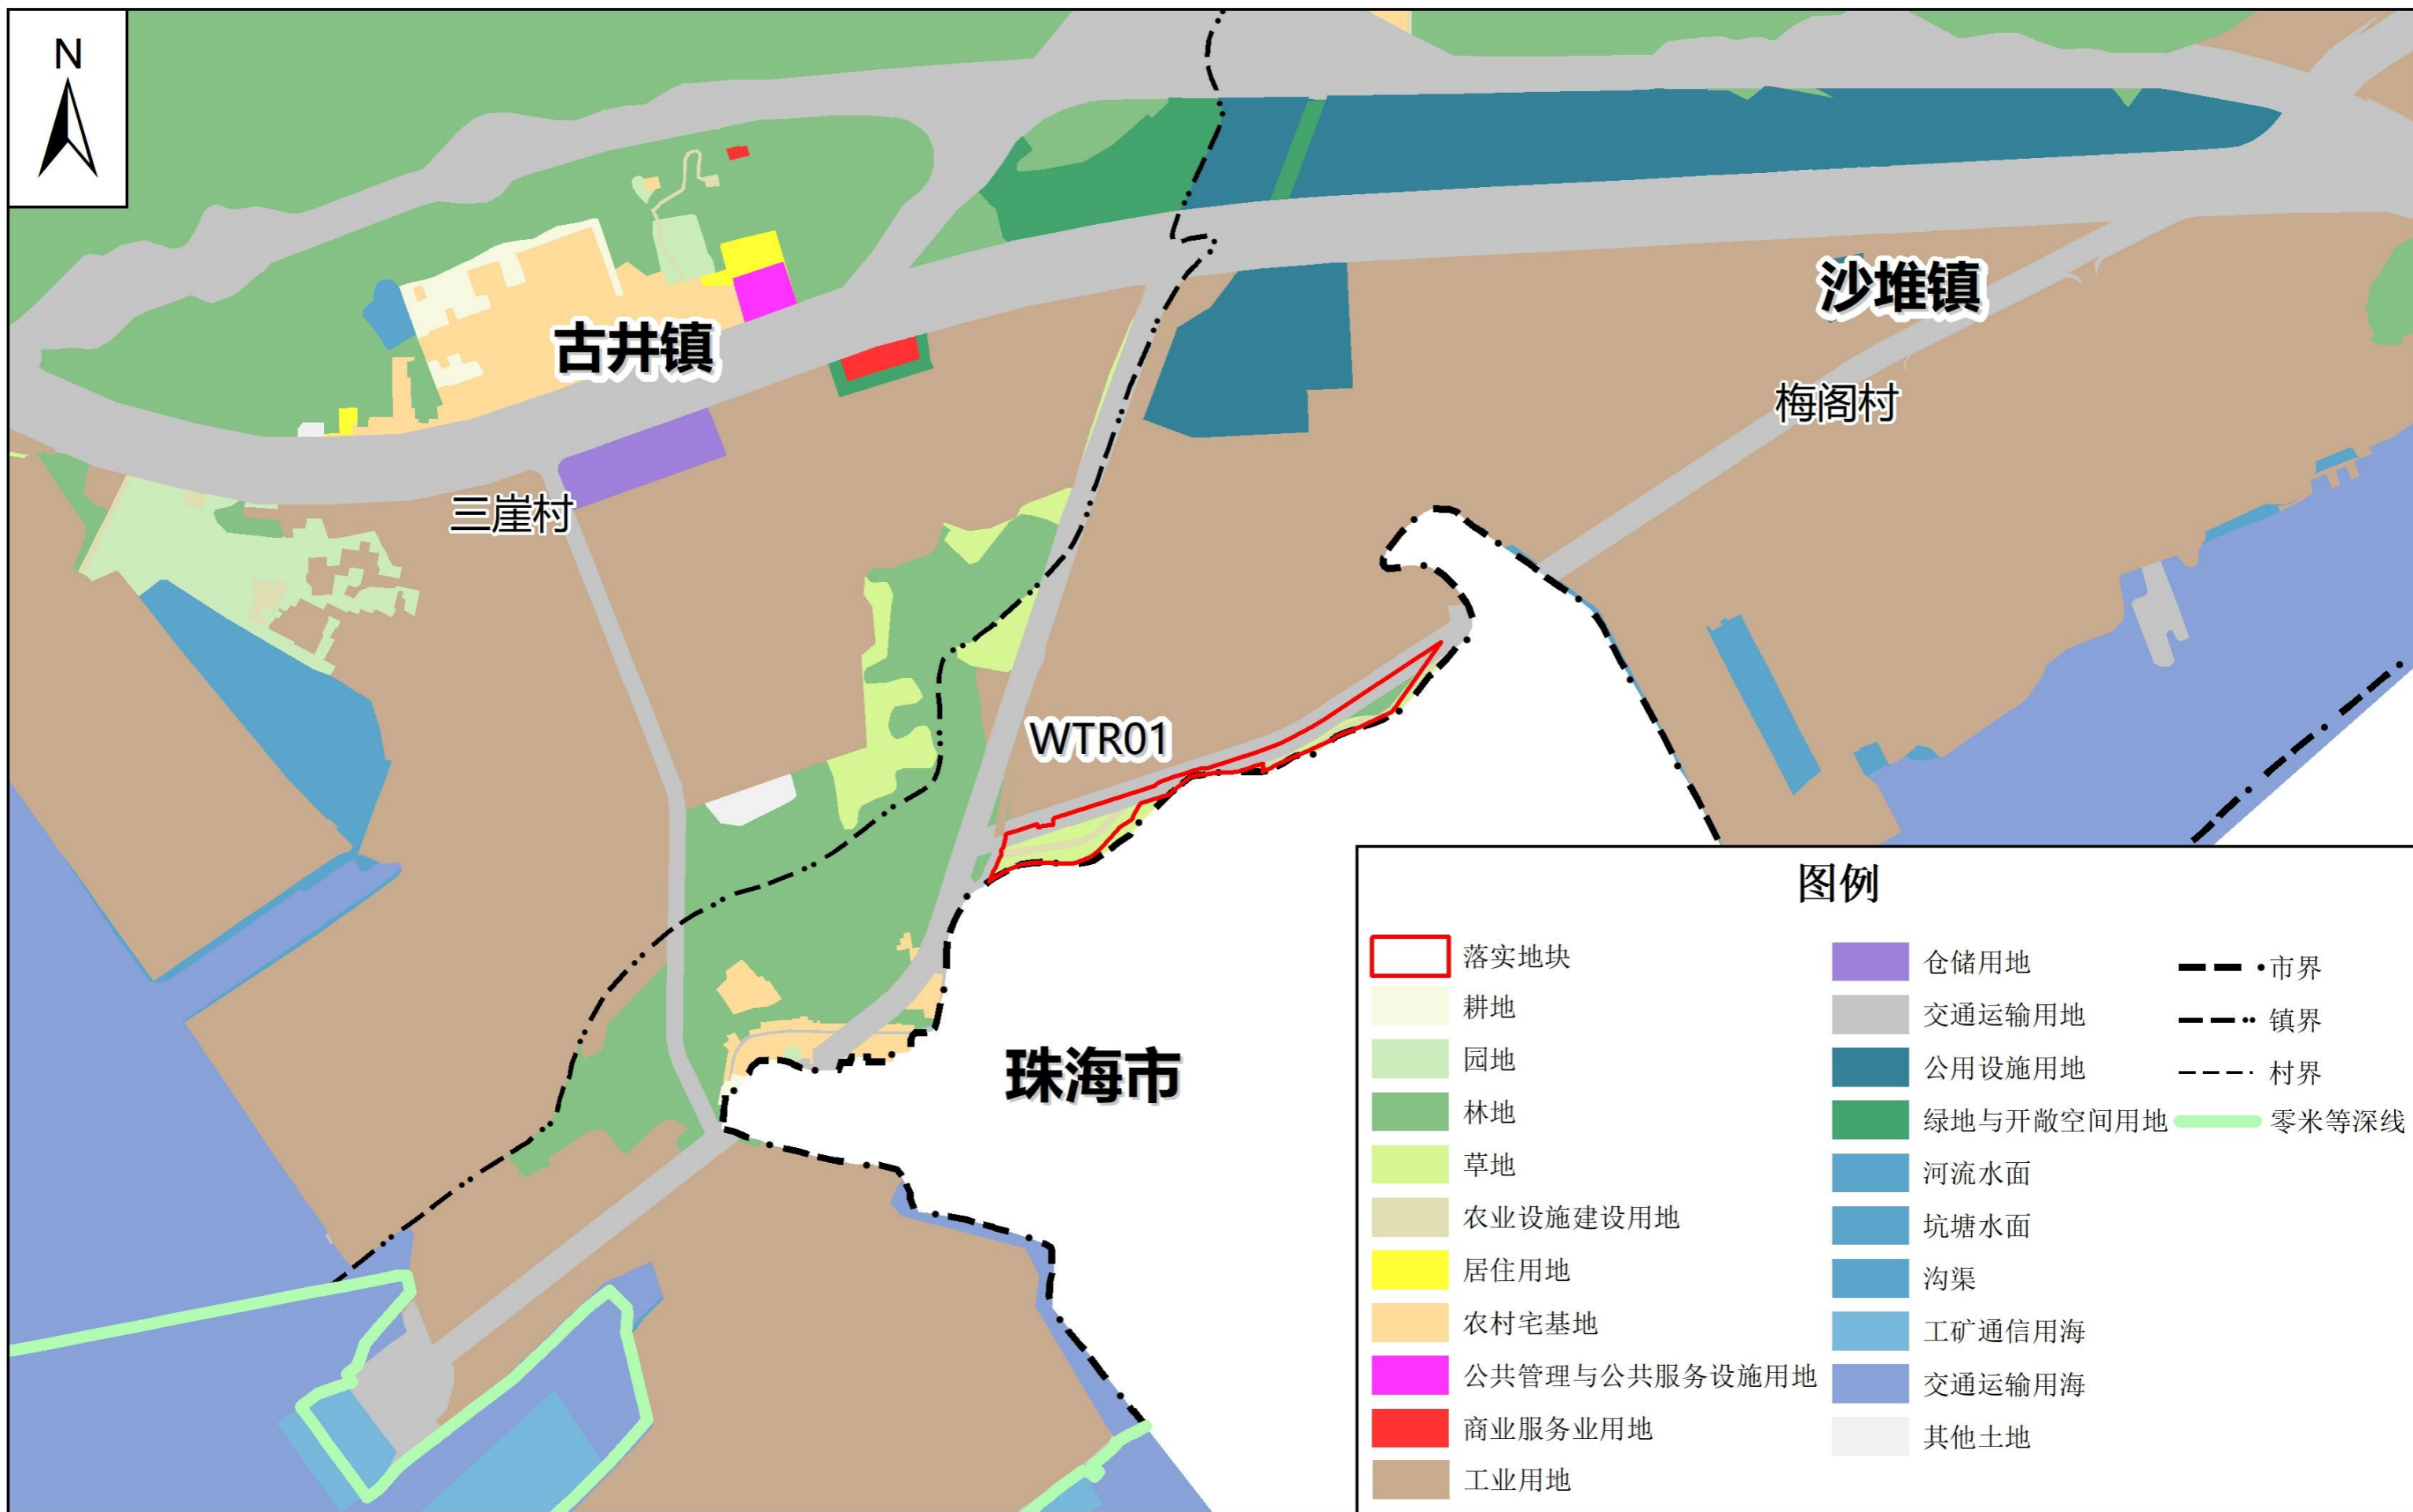 N
古井镇
沙堆镇
梅阁村
三崖村
WTR01
珠海市
图例
落实地块
耕地
园地
林地
草地
农业设施建设用地
居住用地
农村宅基地
公共管理与公共服务设施用地
商业服务业用地
工业用地
仓储用地
交通运输用地
公用设施用地
绿地与开敞空间用地
河流水面
坑塘水面
沟渠
工矿通信用海
交通运输用海
其他土地
市界
镇界
村界
零米等深线